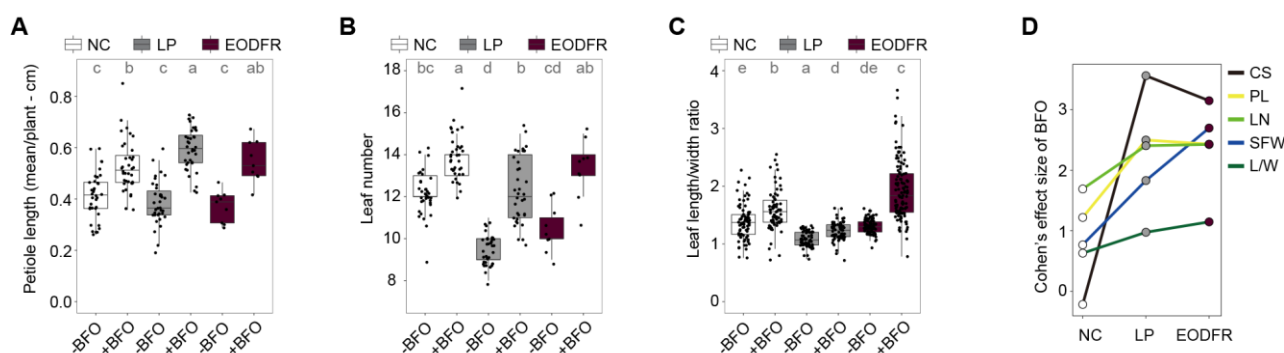 A
NC LP EODFR
c b c a c ab
Petiole length (mean/plant - cm)
0.8
0.6
0.4
0.2
0.0
-BFO +BFO -BFO +BFO -BFO +BFO
B
NC LP EODFR
bc a d b cd ab
Leaf number
18
16
14
12
10
8
-BFO +BFO -BFO +BFO -BFO +BFO
C
NC LP EODFR
e b a d de c
Leaf length/width ratio
4
3
2
1
0
-BFO +BFO -BFO +BFO -BFO +BFO
D
Cohen's effect size of BFO
3
2
1
0
NC LP EODFR
CS
PL
LN
SFW
L/W